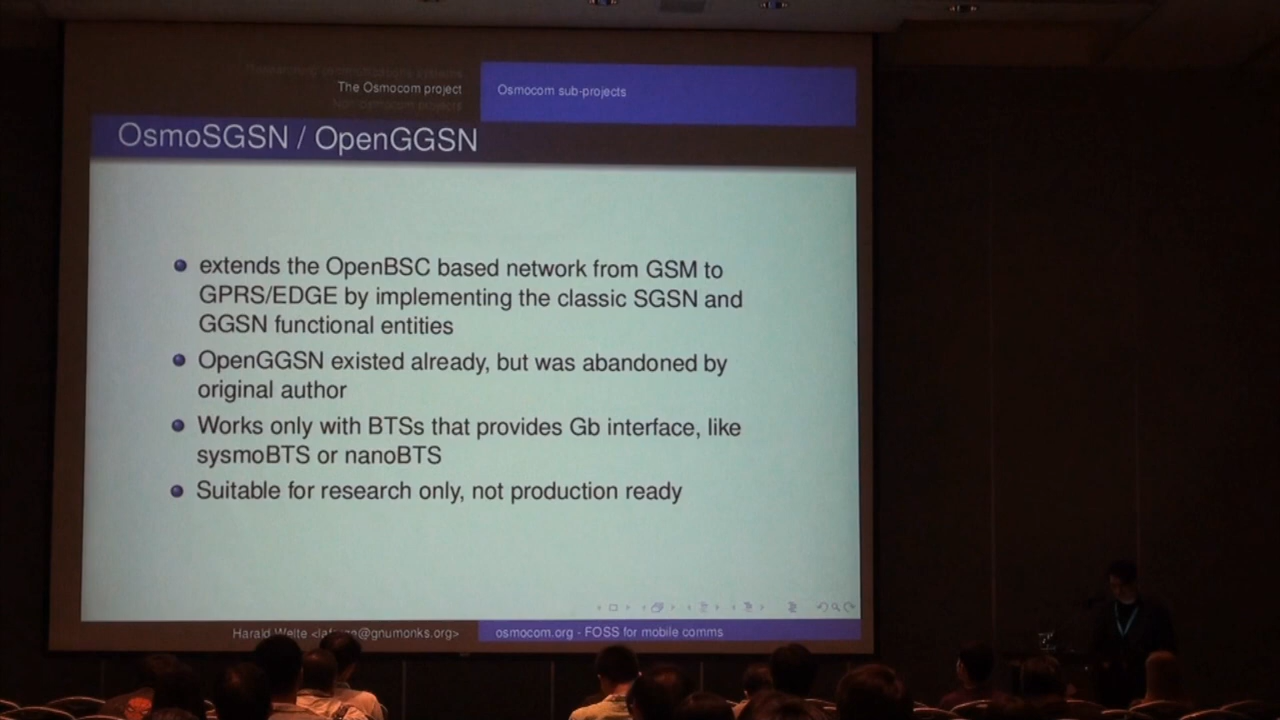 The Osmocom project
Osmocom sub-projects
OsmoSGSN / OpenGGSN
extends the OpenBSC based network from GSM to
GPRS/EDGE by implementing the classic SGSN and
GGSN functional entities
OpenGGSN existed already, but was abandoned by
original author
Works only with BTSs that provides Gb interface, like
sysmoBTS or nanoBTS
Suitable for research only, not production ready
Harald Welte
osmocom.org - FOSS for mobile comms